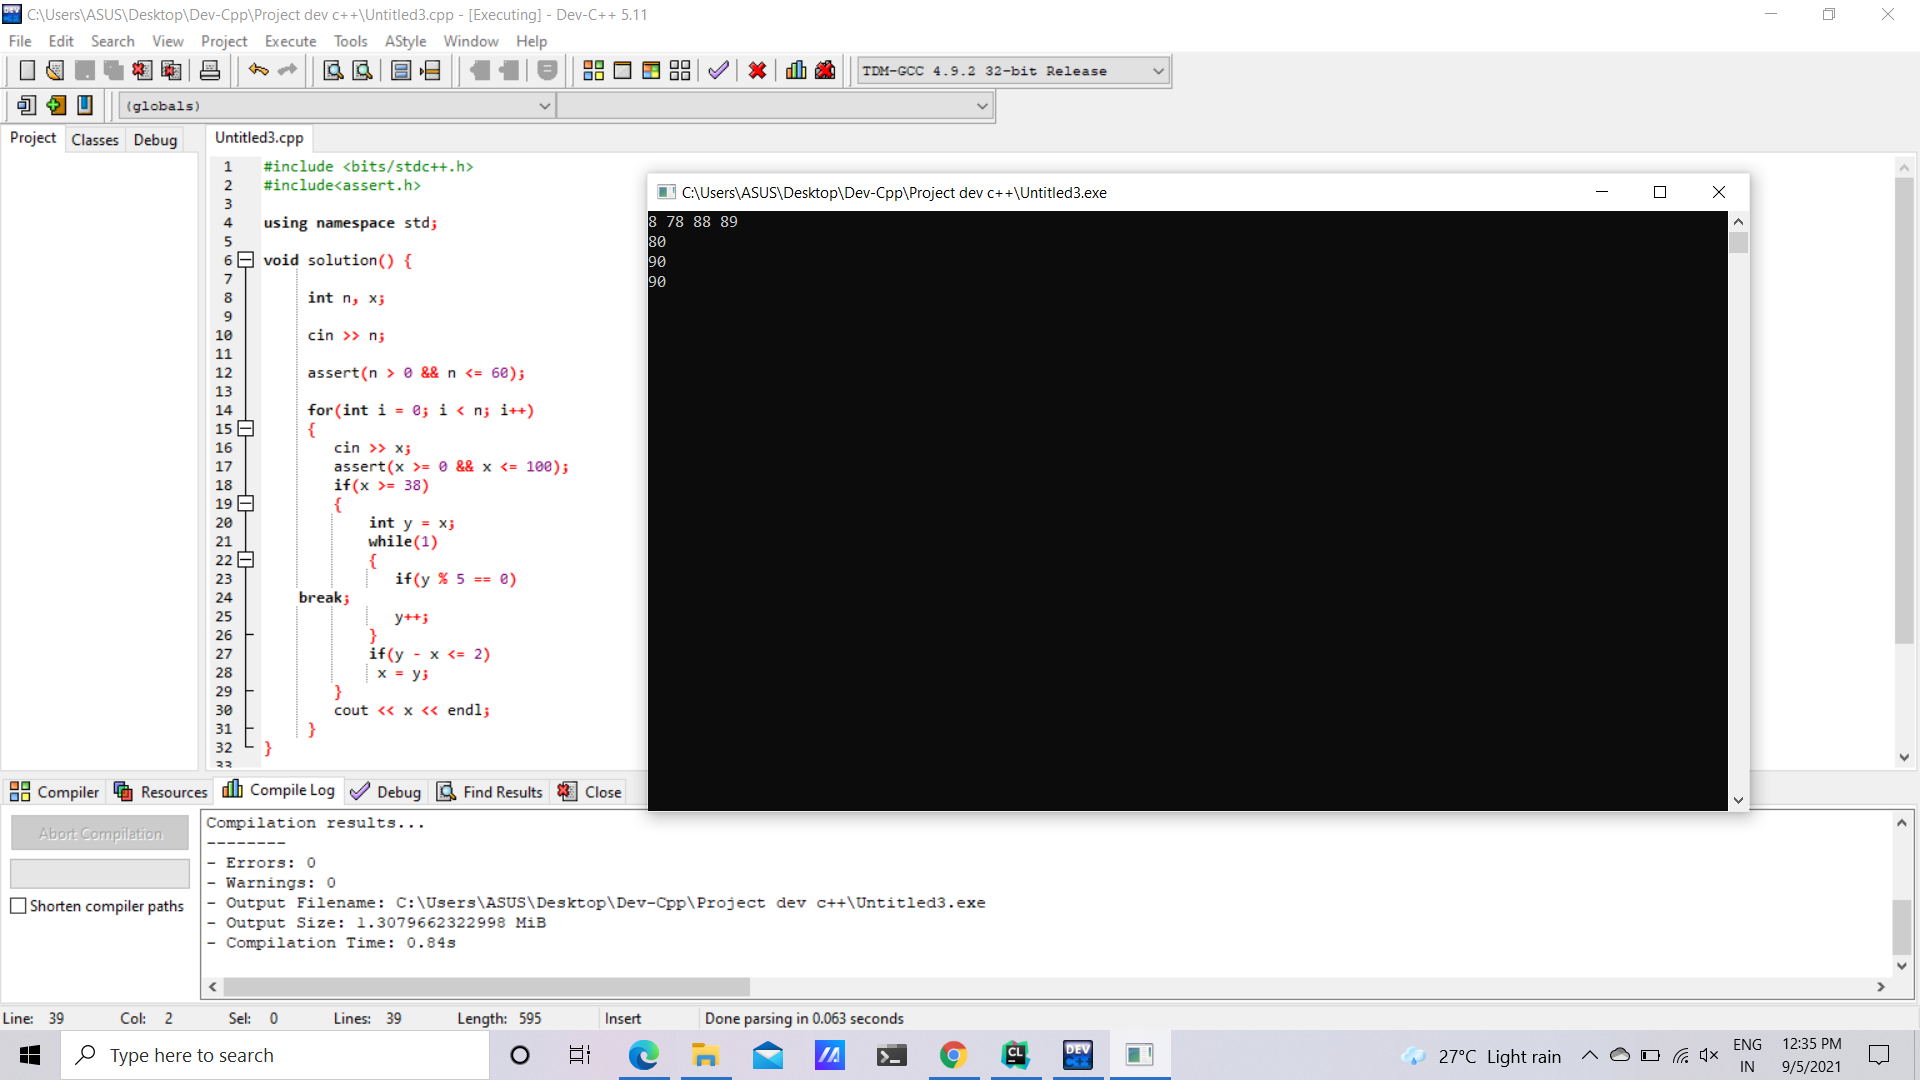 C:\Users\ASUS\Desktop\Dev-Cpp\Project dev c++\Untitled3.cpp - [Executing] - Dev-C++ 5.11
File Edit Search View Project Execute Tools AStyle Window Help
TDM-GCC 4.9.2 32-bit Release
(globals)
Project Classes Debug
Untitled3.cpp
1 #include <bits/stdc++.h>
2 #include<assert.h>
3
4 using namespace std;
5
6 void solution() {
7
8 int n, x;
9
10 cin >> n;
11
12 assert(n > 0 && n <= 60);
13
14 for(int i = 0; i < n; i++)
15 {
16 cin >> x;
17 assert(x >= 0 && x <= 100);
18 if(x >= 38)
19 {
20 int y = x;
21 while(1)
22 {
23 if(y % 5 == 0)
24 break;
25 y++;
26 }
27 if(y - x <= 2)
28 x = y;
29 }
30 cout << x << endl;
31 }
32 }
33
C:\Users\ASUS\Desktop\Dev-Cpp\Project dev c++\Untitled3.exe
8 78 88 89
80
90
90
Compiler Resources Compile Log Debug Find Results Close
Abort Compilation
Shorten compiler paths
Compilation results...
--------
- Errors: 0
- Warnings: 0
- Output Filename: C:\Users\ASUS\Desktop\Dev-Cpp\Project dev c++\Untitled3.exe
- Output Size: 1.3079662322998 MiB
- Compilation Time: 0.84s
Line: 39 Col: 2 Sel: 0 Lines: 39 Length: 595 Insert Done parsing in 0.063 seconds
Type here to search
CL
DEV
27°C Light rain
ENG
IN
12:35 PM
9/5/2021